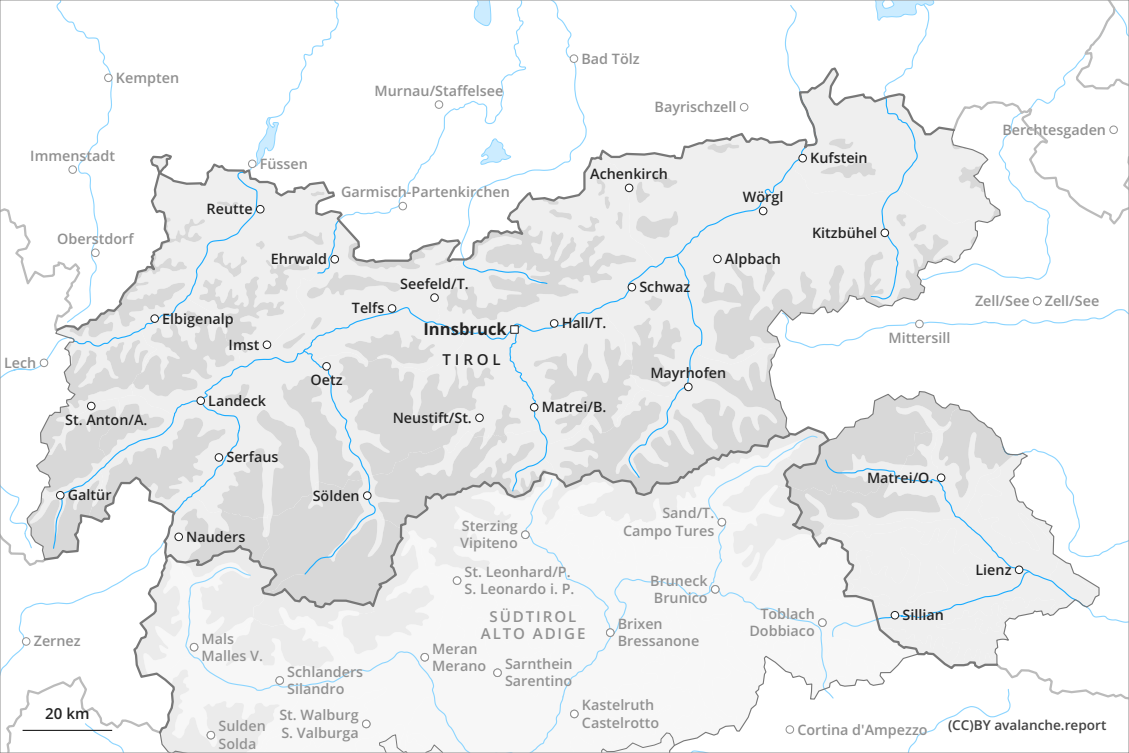 Kempten
Bad Tölz
Murnau/Staffelsee
Bayrischzell
Berchtesgaden
Immenstadt
Füssen
Kufstein
Achenkirch
Garmisch-Partenkirchen
Wörgl
Reutte
Kitzbühel
Oberstdorf
Ehrwald
Alpbach
Seefeld/T.
Schwaz
Zell/See
Zell/See
Telfs
Elbigenalp
Innsbruck
Hall/T.
Mittersill
Imst
TIROL
Lech
Oetz
Mayrhofen
Landeck
Matrei/B.
St. Anton/A.
Neustift/St.
Serfaus
Matrei/O.
Galtür
Sölden
Sand/T.
Campo Tures
Sterzing
Vipiteno
Nauders
Lienz
St. Leonhard/P.
S. Leonardo i. P.
Bruneck
Brunico
Sillian
SÜDTIROL
ALTO ADIGE
Toblach
Dobbiaco
Brixen
Bressanone
Zernez
Mals
Malles V.
Meran
Merano
Sarnthein
Sarentino
Schlanders
Silandro
Kastelruth
Castelrotto
20 km
St. Walburg
S. Valburga
Sulden
Solda
Cortina d'Ampezzo
(CC)BY avalanche.report